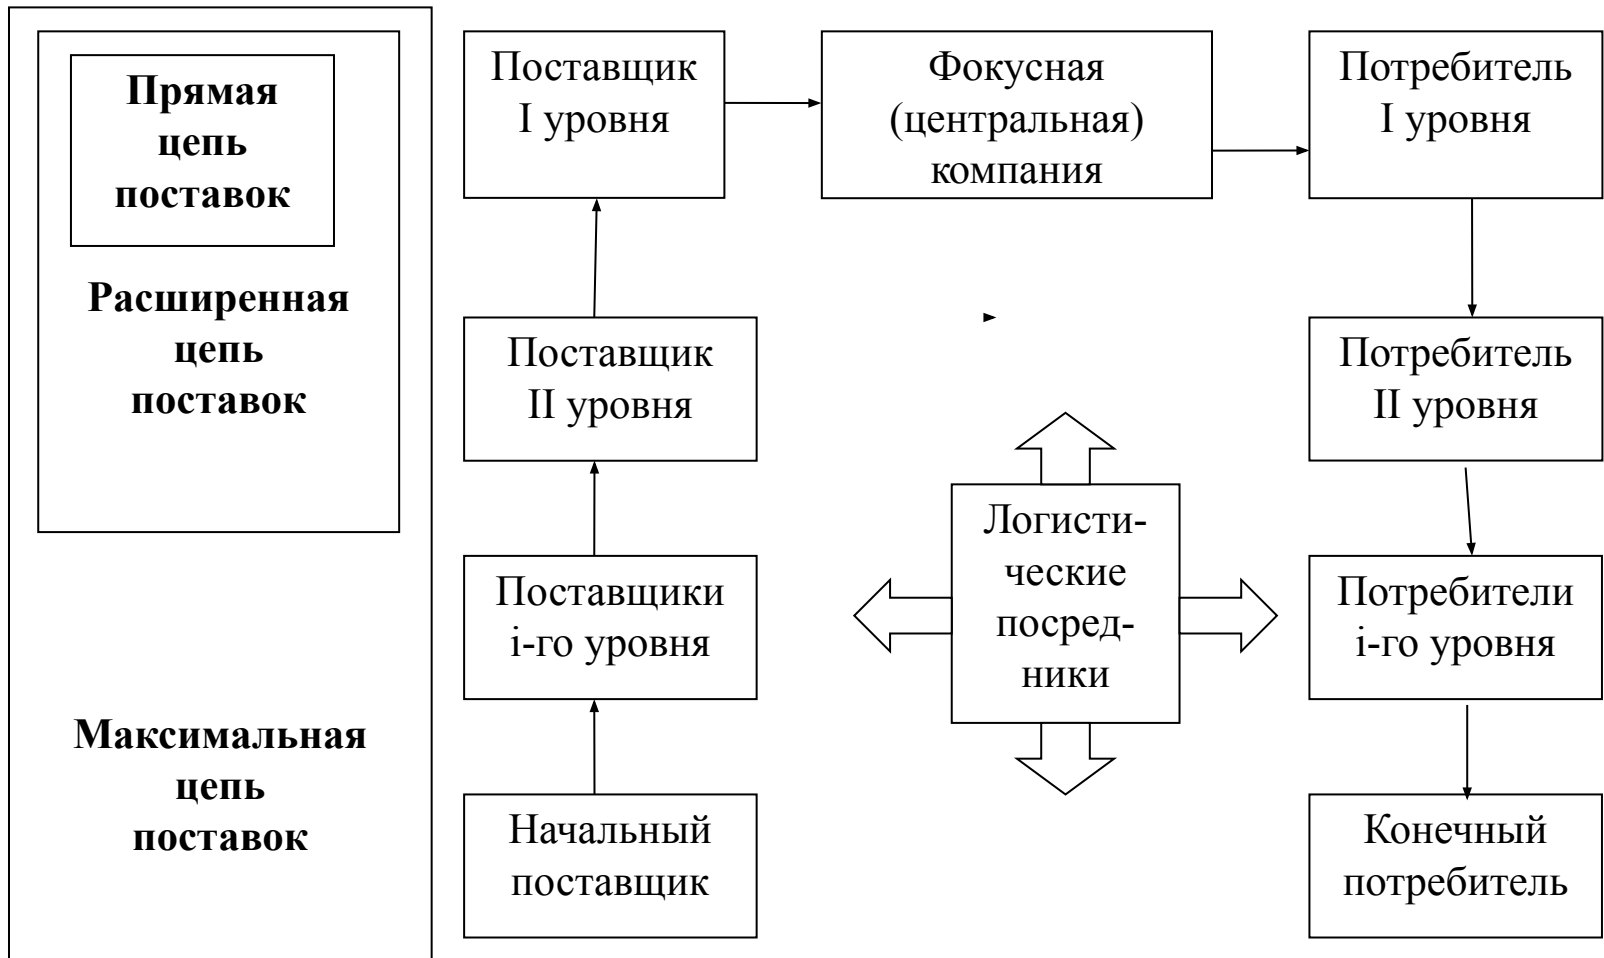 Прямая
цепь
поставок
Расширенная
цепь
поставок
Максимальная
цепь
поставок
Поставщик
I уровня
Фокусная
(центральная)
компания
Потребитель
I уровня
Поставщик
II уровня
Потребитель
II уровня
Логисти-
ческие
посред-
ники
Поставщики
i-го уровня
Потребители
i-го уровня
Начальный
поставщик
Конечный
потребитель